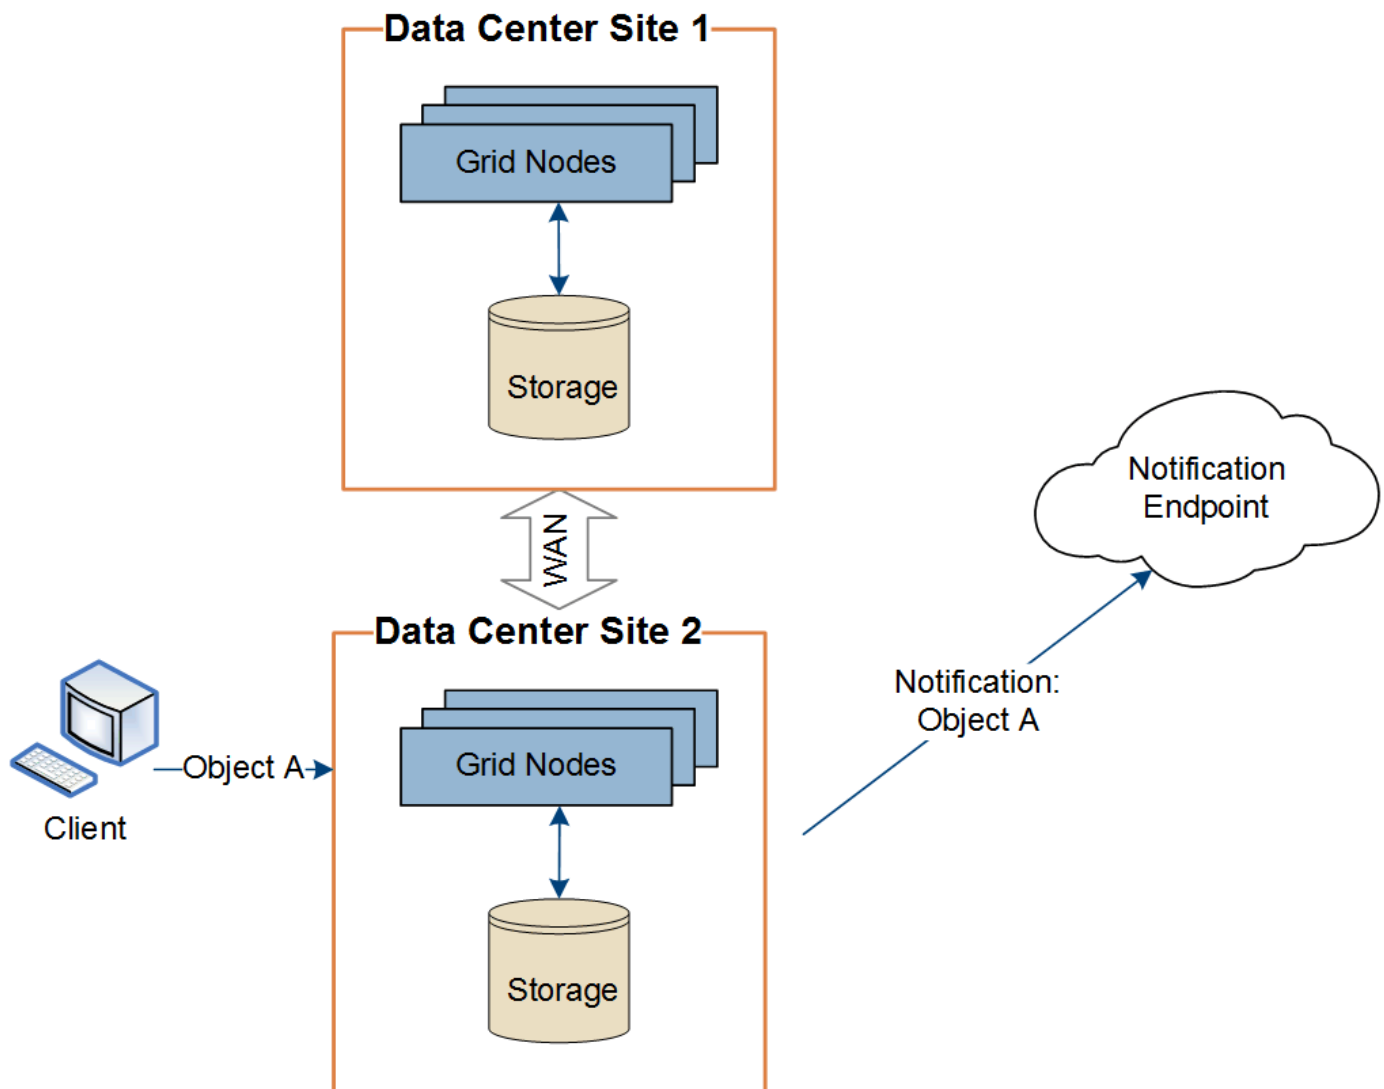 Data Center Site 1
Grid Nodes
Storage
Notification
Endpoint
WAN
Data Center Site 2
Notification:
Object A
Grid Nodes
Object A
Client
Storage